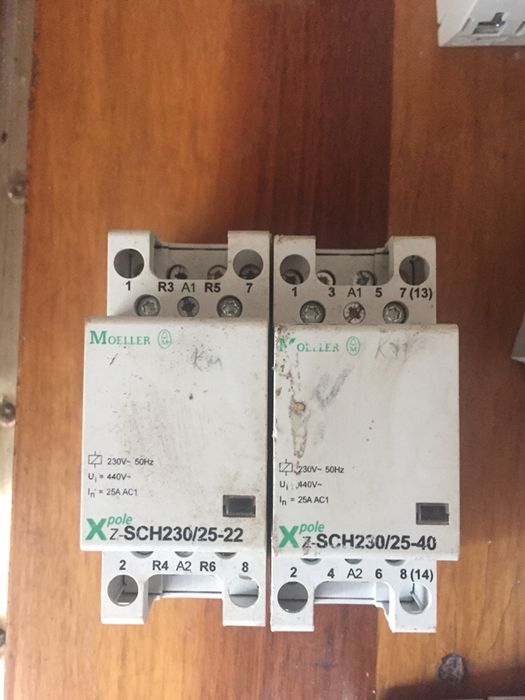 1 R3 A1 R5 7
MOELLER
230V~ 50Hz
Ui = 440V~
In = 25A AC1
Xpole
Z-SCH230/25-22
2 R4 A2 R6 8
1 3 A1 5 7 (13)
MOELLER
230V~ 50Hz
Ui = 440V~
In = 25A AC1
Xpole
Z-SCH230/25-40
2 4 A2 6 8 (14)